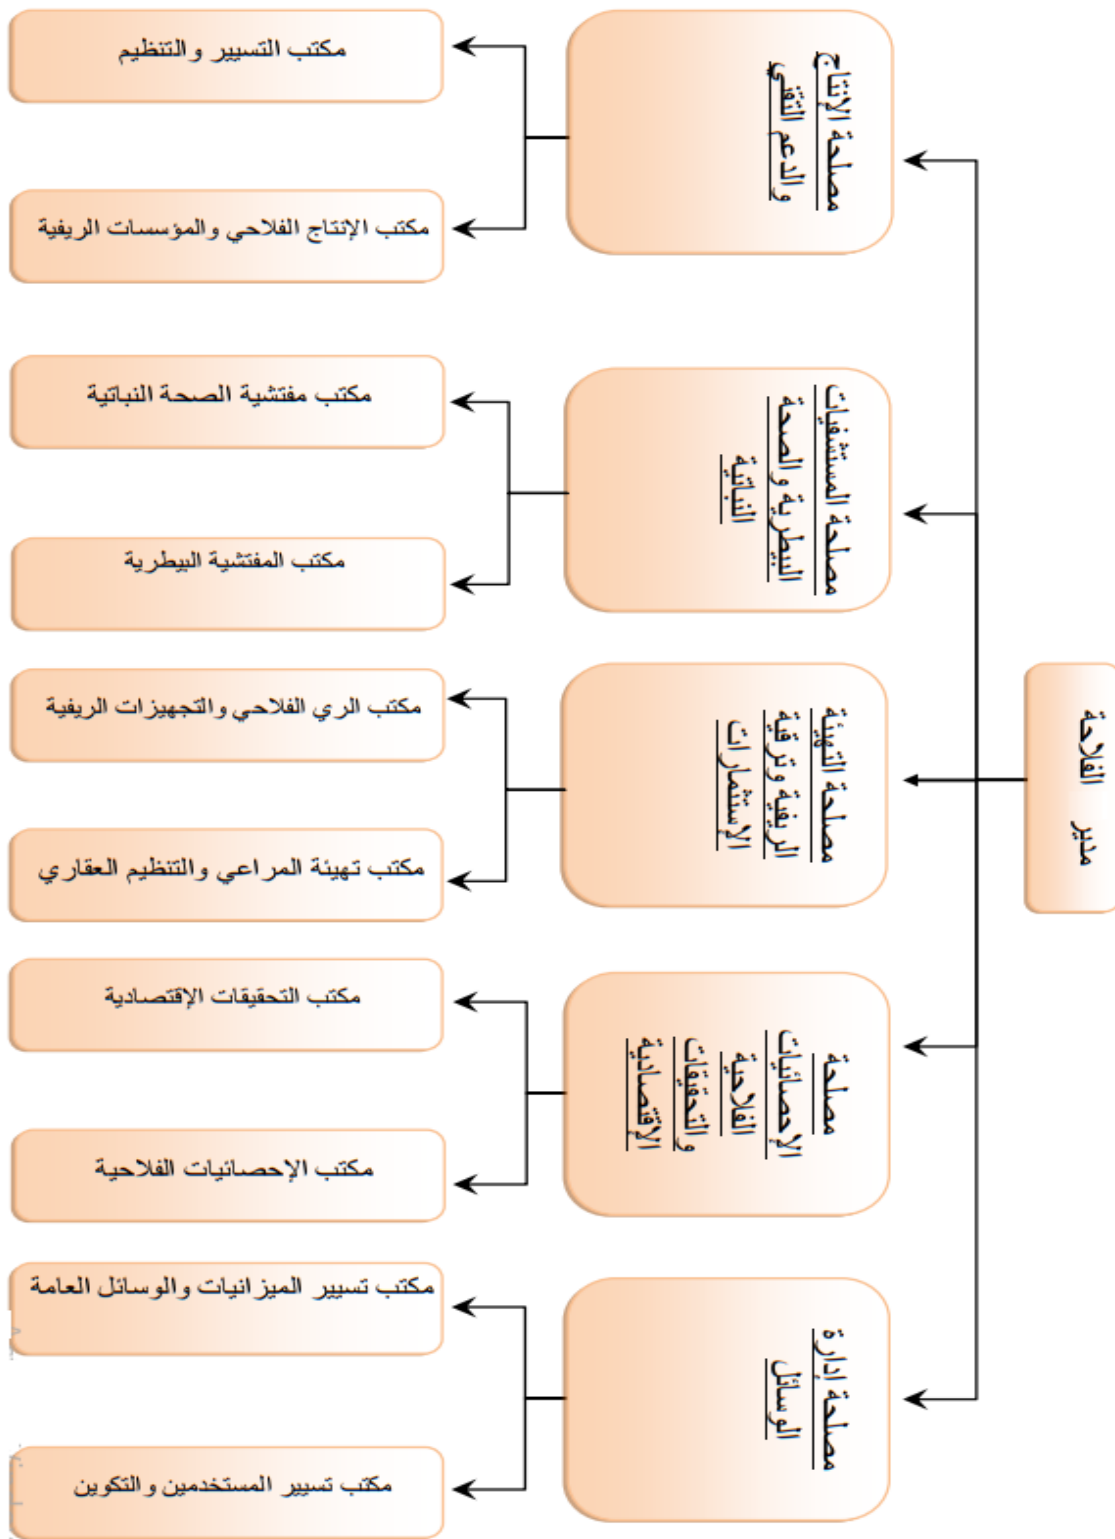 مدير الفلاحة
مصلحة الإنتاج
والدعم التقني
مكتب التسيير والتنظيم
مكتب الإنتاج الفلاحي والمؤسسات الريفية
مصلحة المستشفيات
البيطرية والصحة
النباتية
مكتب مفتشية الصحة النباتية
مكتب المفتشية البيطرية
مصلحة التهيئة
الريفية وترقية
الإستثمارات
مكتب الري الفلاحي والتجهيزات الريفية
مكتب تهيئة المراعي والتنظيم العقاري
مصلحة
الإحصائيات
الفلاحية
والتحقيقات
الإقتصادية
مكتب التحقيقات الإقتصادية
مكتب الإحصائيات الفلاحية
مصلحة إدارة
الوسائل
مكتب تسيير الميزانيات والوسائل العامة
مكتب تسيير المستخدمين والتكوين